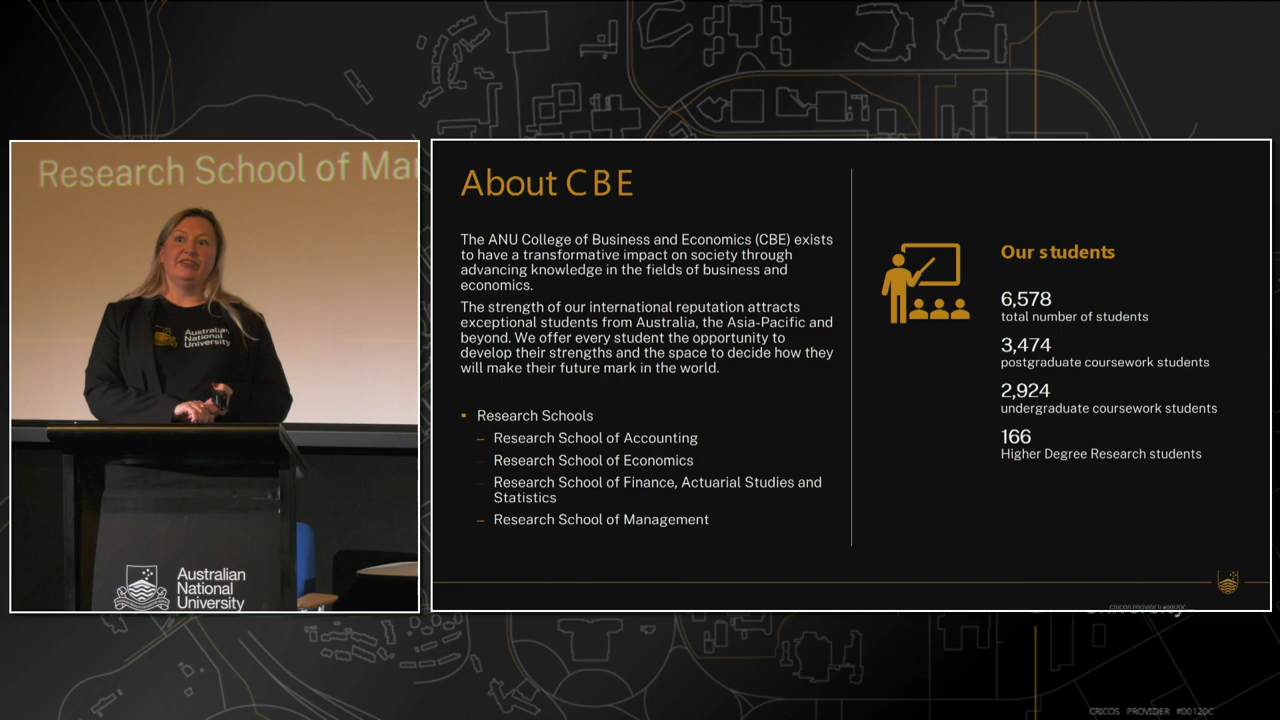 Research School of Ma
Australian
National
University
Australian
National
University
About CBE
The ANU College of Business and Economics (CBE) exists
to have a transformative impact on society through
advancing knowledge in the fields of business and
economics.
The strength of our international reputation attracts
exceptional students from Australia, the Asia-Pacific and
beyond. We offer every student the opportunity to
develop their strengths and the space to decide how they
will make their future mark in the world.
▪ Research Schools
– Research School of Accounting
– Research School of Economics
– Research School of Finance, Actuarial Studies and
Statistics
– Research School of Management
Our students
6,578
total number of students
3,474
postgraduate coursework students
2,924
undergraduate coursework students
166
Higher Degree Research students
CRICOS PROVIDER #00120C
CRICOS PROVIDER #00120C